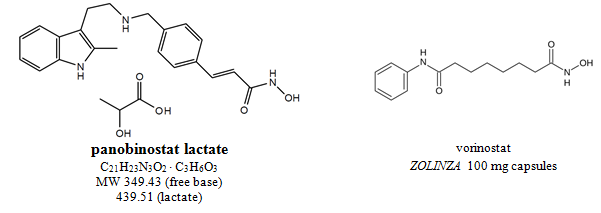 N
H
N
H
H
N
OH
O
O
OH
OH
panobinostat lactate
C₂₁H₂₃N₃O₂ · C₃H₆O₃
MW 349.43 (free base)
439.51 (lactate)
H
N
O
O
N
H
OH
vorinostat
ZOLINZA 100 mg capsules